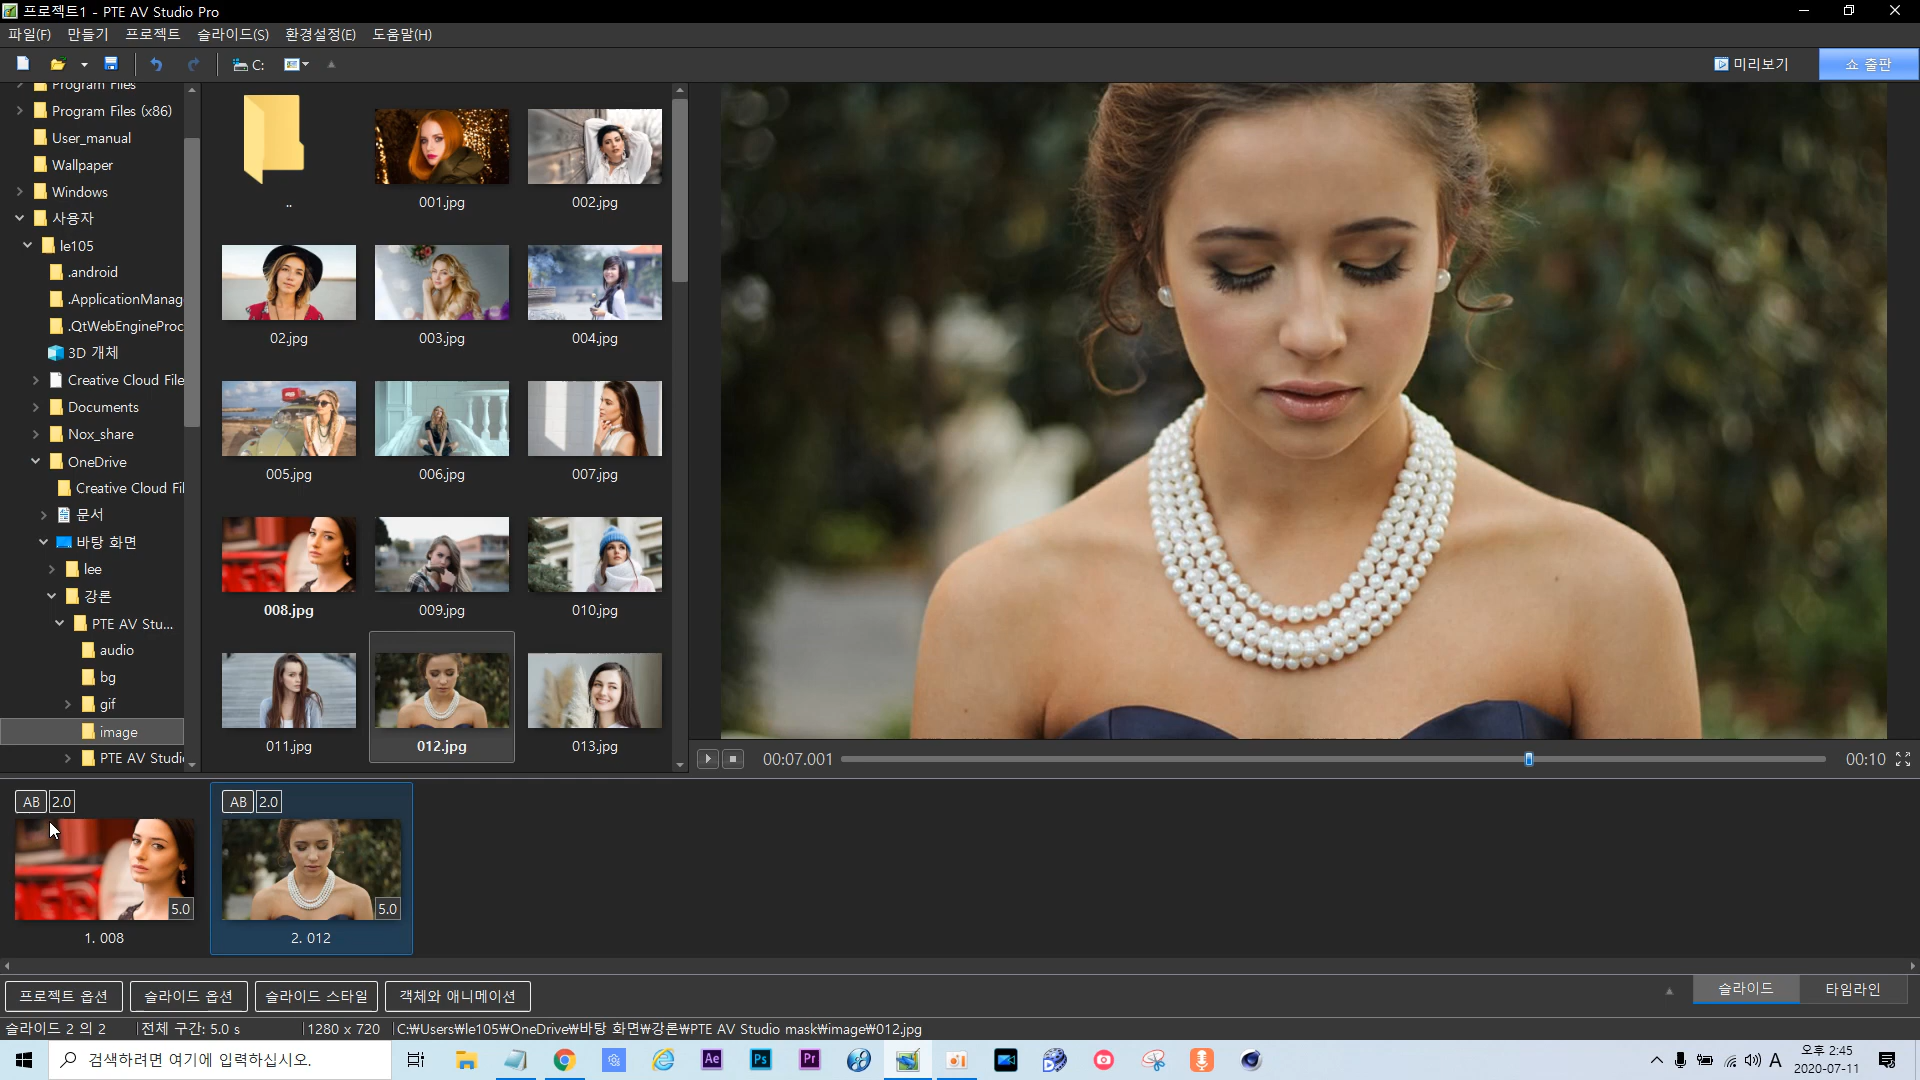 프로젝트1 - PTE AV Studio Pro
파일(F) 만들기 프로젝트 슬라이드(S) 환경설정(E) 도움말(H)
C: 미리보기 쇼 출판
Program Files
Program Files (x86)
User_manual
Wallpaper
Windows
사용자
le105
.android
.ApplicationManag
.QtWebEngineProc
3D 개체
Creative Cloud File
Documents
Nox_share
OneDrive
Creative Cloud Fil
문서
바탕 화면
lee
강론
PTE AV Stu...
audio
bg
gif
image
PTE AV Studi
..
001.jpg
002.jpg
02.jpg
003.jpg
004.jpg
005.jpg
006.jpg
007.jpg
008.jpg
009.jpg
010.jpg
011.jpg
012.jpg
013.jpg
00:07.001 00:10
AB 2.0
5.0
1. 008
AB 2.0
5.0
2. 012
프로젝트 옵션 슬라이드 옵션 슬라이드 스타일 객체와 애니메이션 슬라이드 타임라인
슬라이드 2 의 2 전체 구간: 5.0 s 1280 x 720 C:₩Users₩le105₩OneDrive₩바탕 화면₩강론₩PTE AV Studio mask₩image₩012.jpg
검색하려면 여기에 입력하십시오.
Ae Ps Pr
A
오후 2:45
2020-07-11